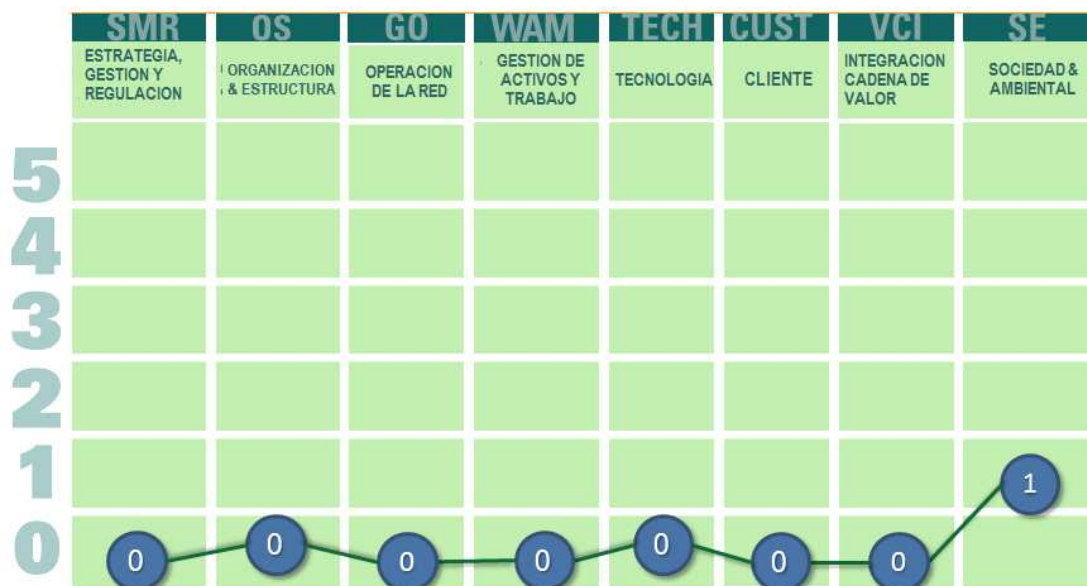 SMR OS GO WAM TECH CUST VCI SE
ESTRATEGIA,
GESTION Y
REGULACION
ORGANIZACION
& ESTRUCTURA
OPERACION
DE LA RED
GESTION DE
ACTIVOS Y
TRABAJO
TECNOLOGIA
CLIENTE
INTEGRACION
CADENA DE
VALOR
SOCIEDAD &
AMBIENTAL
5
4
3
2
1
1
0
0 0 0 0 0 0 0